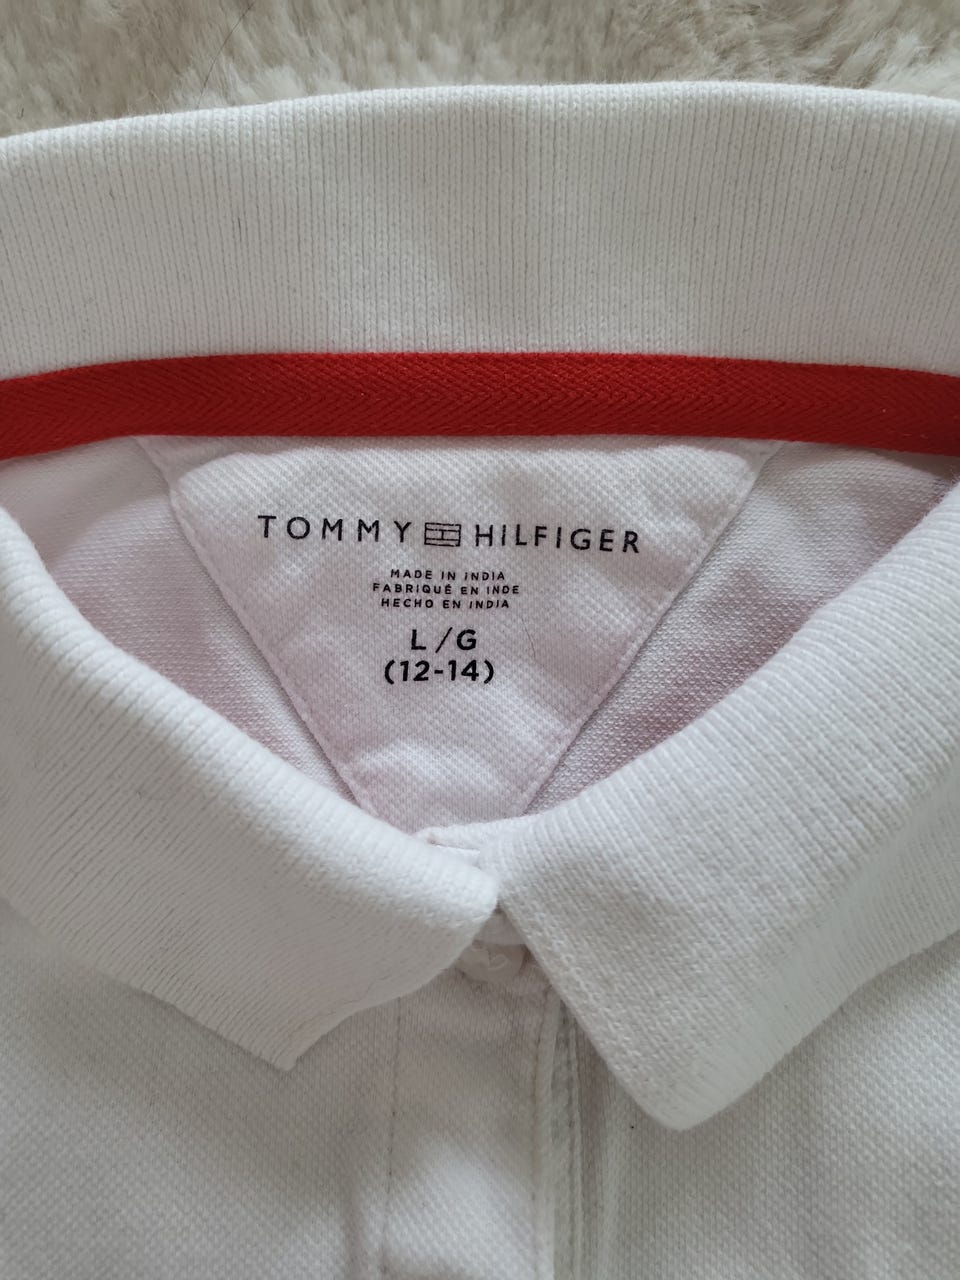 TOMMY HILFIGER
MADE IN INDIA
FABRIQUÉ EN INDE
HECHO EN INDIA
L/G
(12-14)